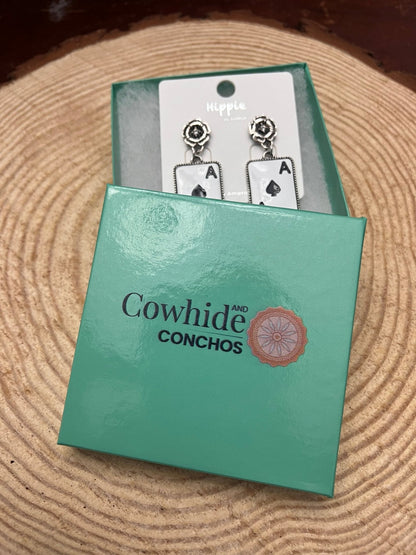 Hippie
A
A
Cowhide AND
CONCHOS